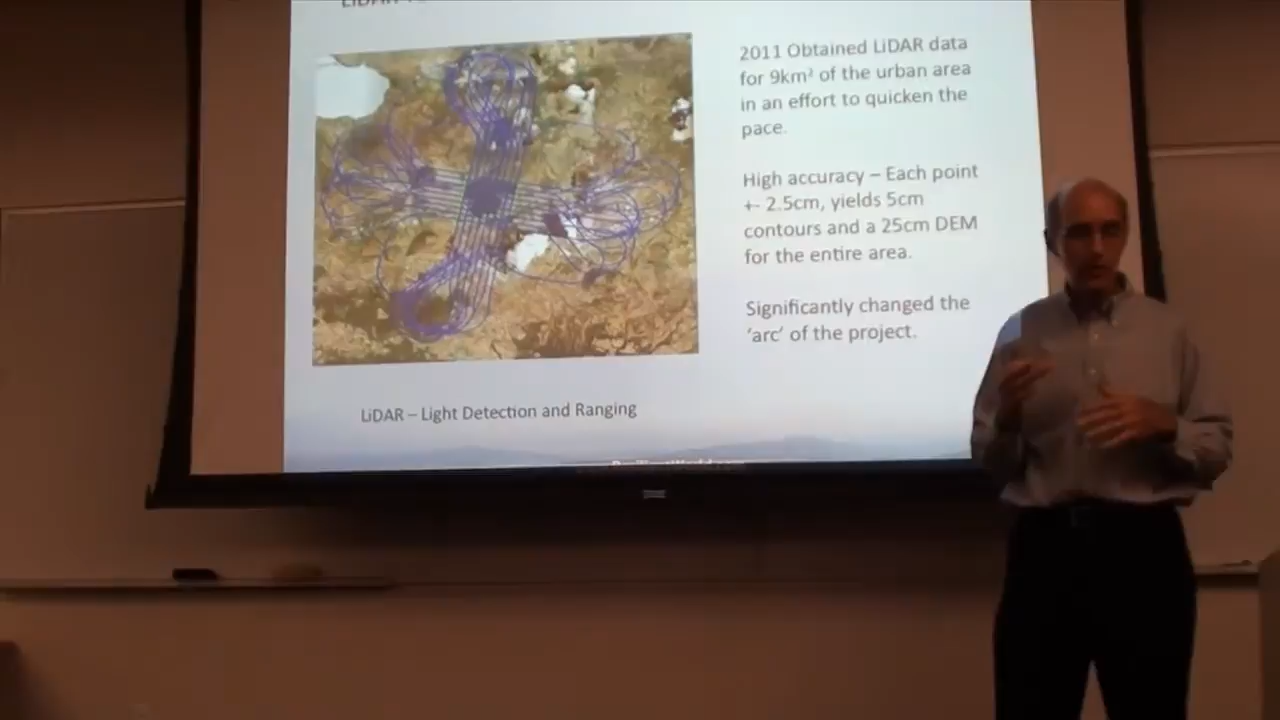 LiDAR
2011 Obtained LiDAR data
for 9km² of the urban area
in an effort to quicken the
pace.
High accuracy – Each point
+- 2.5cm, yields 5cm
contours and a 25cm DEM
for the entire area.
Significantly changed the
‘arc’ of the project.
LiDAR – Light Detection and Ranging